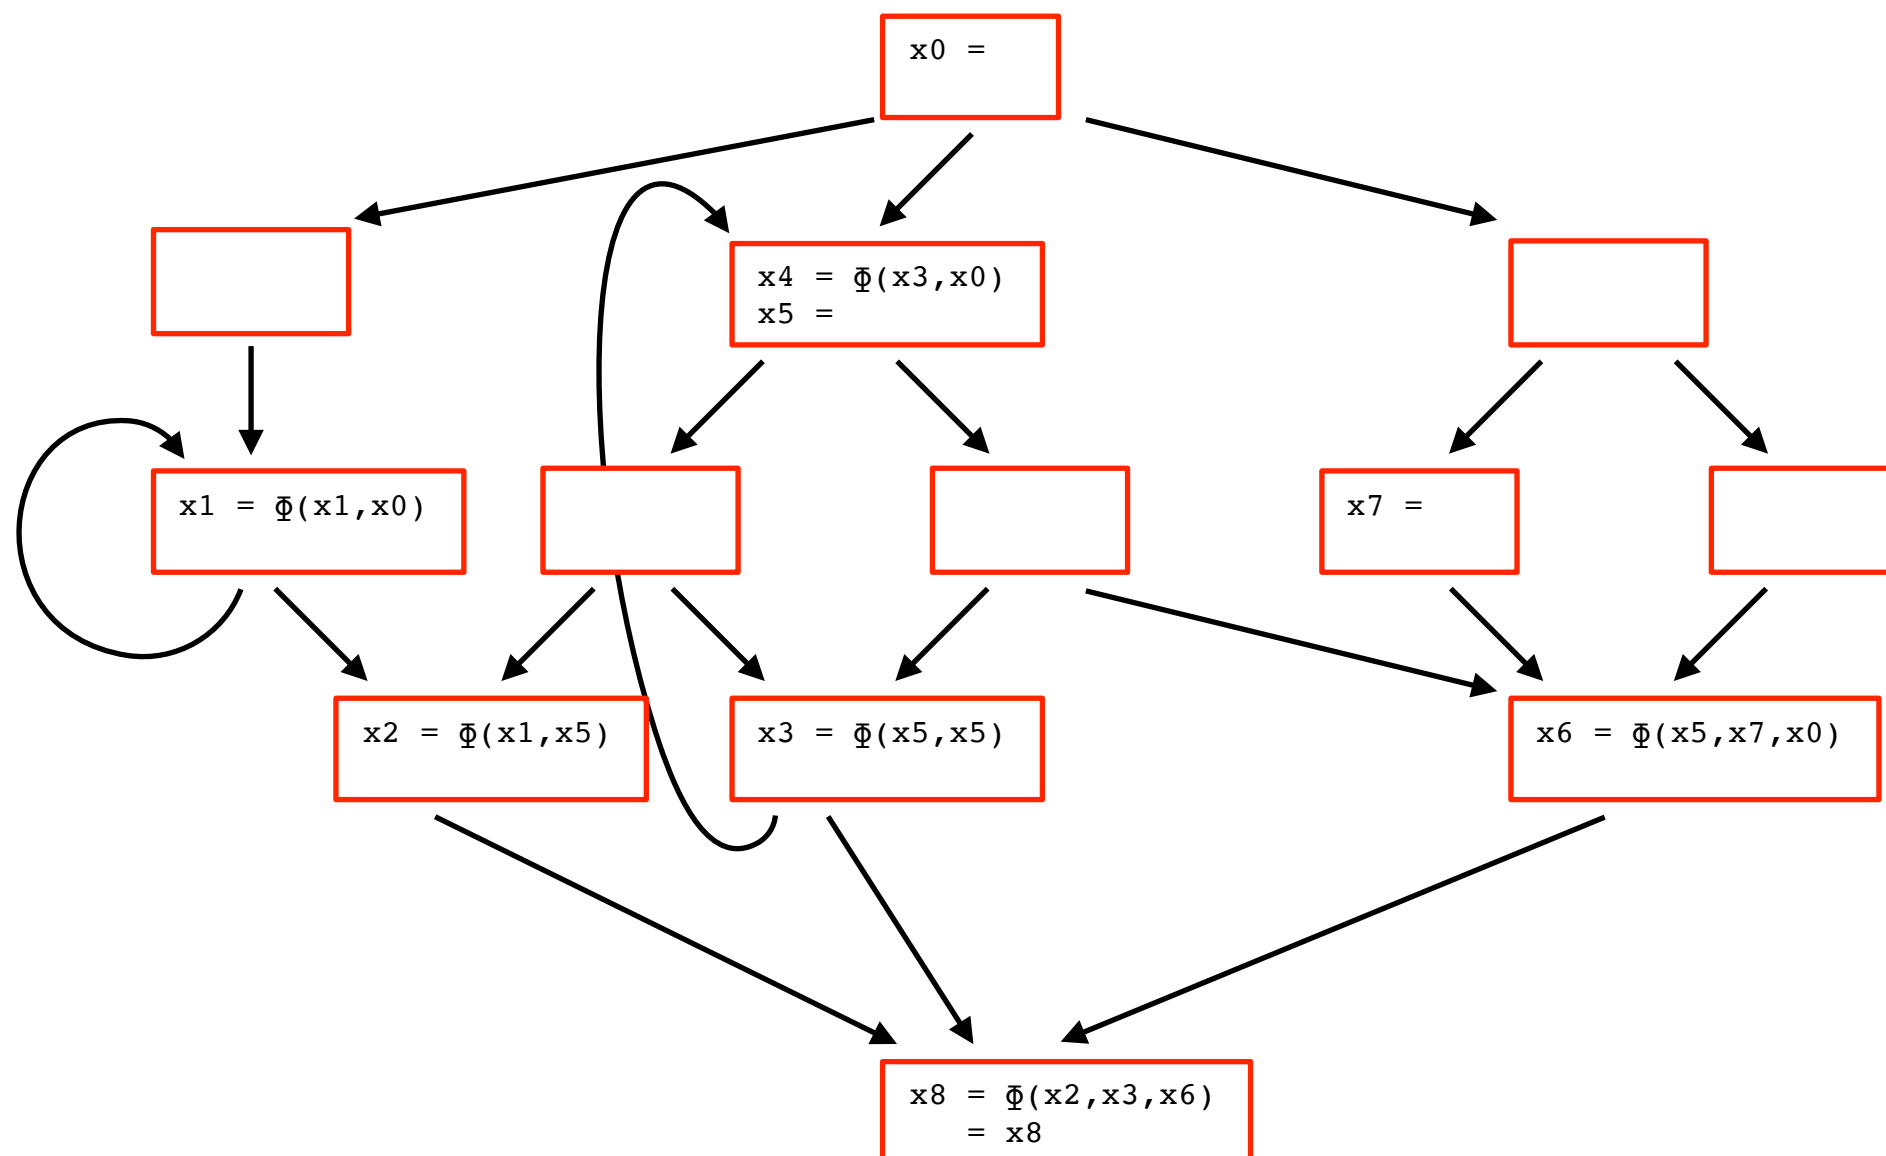 x0 =
x4 = Φ(x3,x0)
x5 =
x1 = Φ(x1,x0)
x7 =
x2 = Φ(x1,x5)
x3 = Φ(x5,x5)
x6 = Φ(x5,x7,x0)
x8 = Φ(x2,x3,x6)
= x8